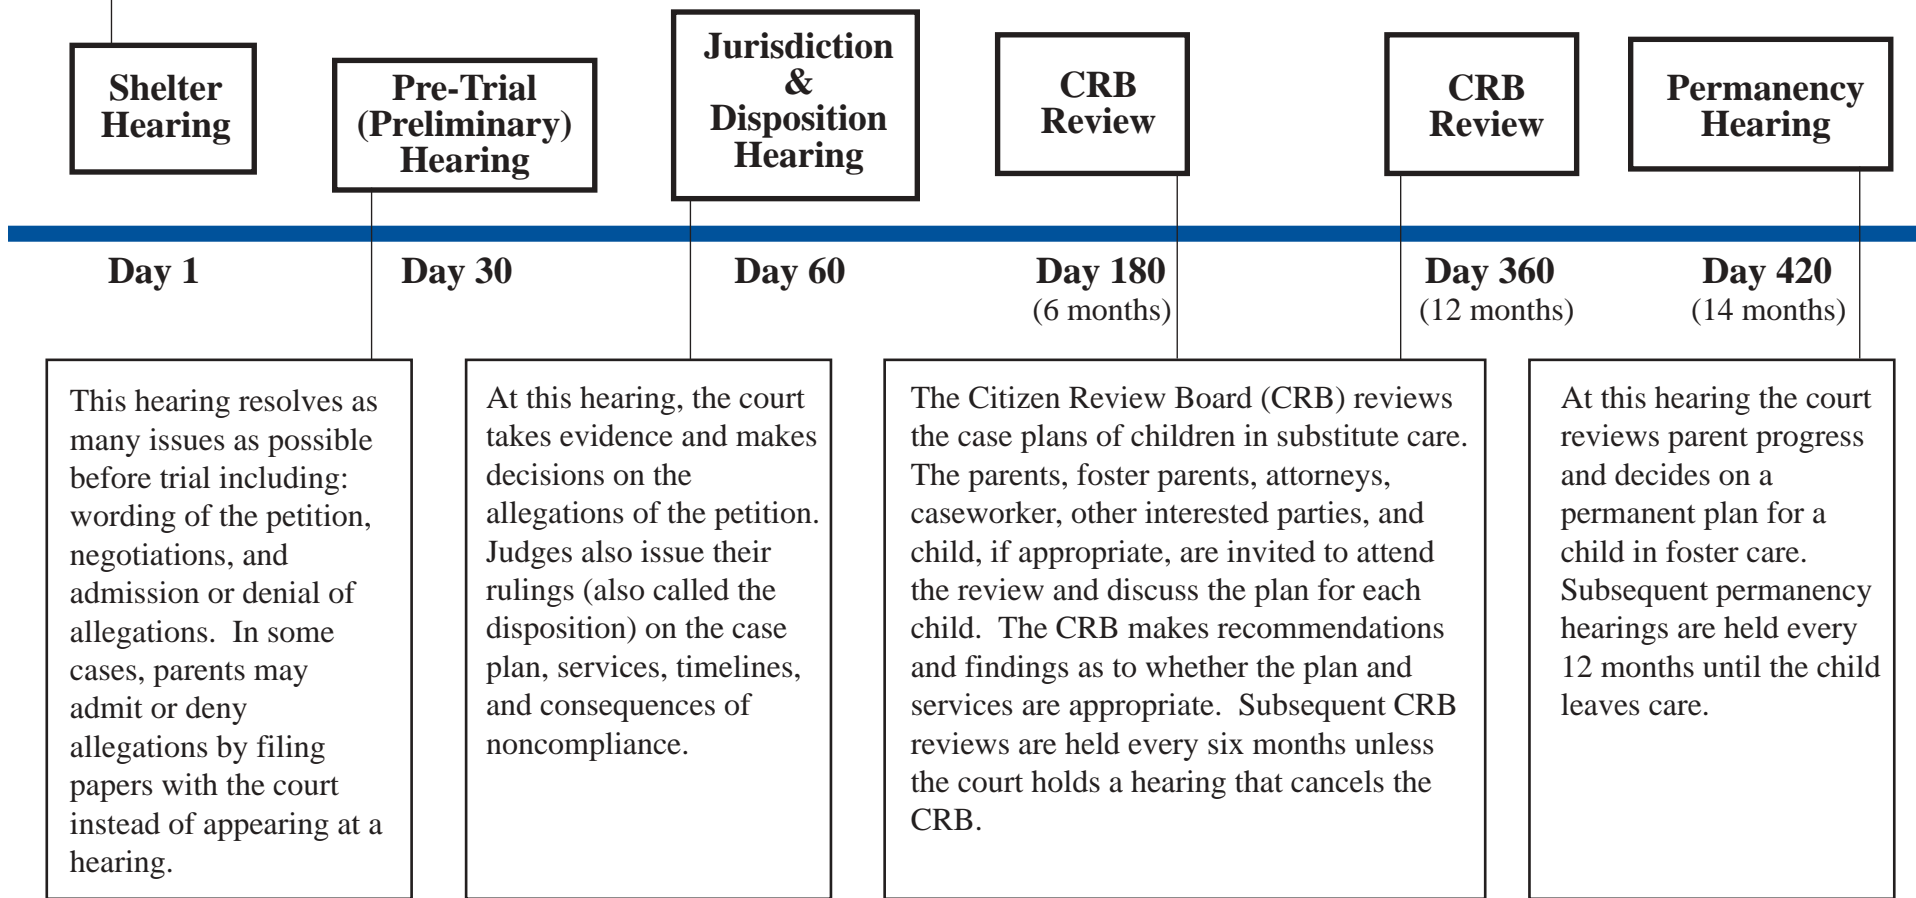 Shelter
Hearing
Pre-Trial
(Preliminary)
Hearing
Jurisdiction
&
Disposition
Hearing
CRB
Review
CRB
Review
Permanency
Hearing
Day 1
Day 30
Day 60
Day 180
(6 months)
Day 360
(12 months)
Day 420
(14 months)
This hearing resolves as
many issues as possible
before trial including:
wording of the petition,
negotiations, and
admission or denial of
allegations.  In some
cases, parents may
admit or deny
allegations by filing
papers with the court
instead of appearing at a
hearing.
At this hearing, the court
takes evidence and makes
decisions on the
allegations of the petition.
Judges also issue their
rulings (also called the
disposition) on the case
plan, services, timelines,
and consequences of
noncompliance.
The Citizen Review Board (CRB) reviews
the case plans of children in substitute care.
The parents, foster parents, attorneys,
caseworker, other interested parties, and
child, if appropriate, are invited to attend
the review and discuss the plan for each
child.  The CRB makes recommendations
and findings as to whether the plan and
services are appropriate.  Subsequent CRB
reviews are held every six months unless
the court holds a hearing that cancels the
CRB.
At this hearing the court
reviews parent progress
and decides on a
permanent plan for a
child in foster care.
Subsequent permanency
hearings are held every
12 months until the child
leaves care.